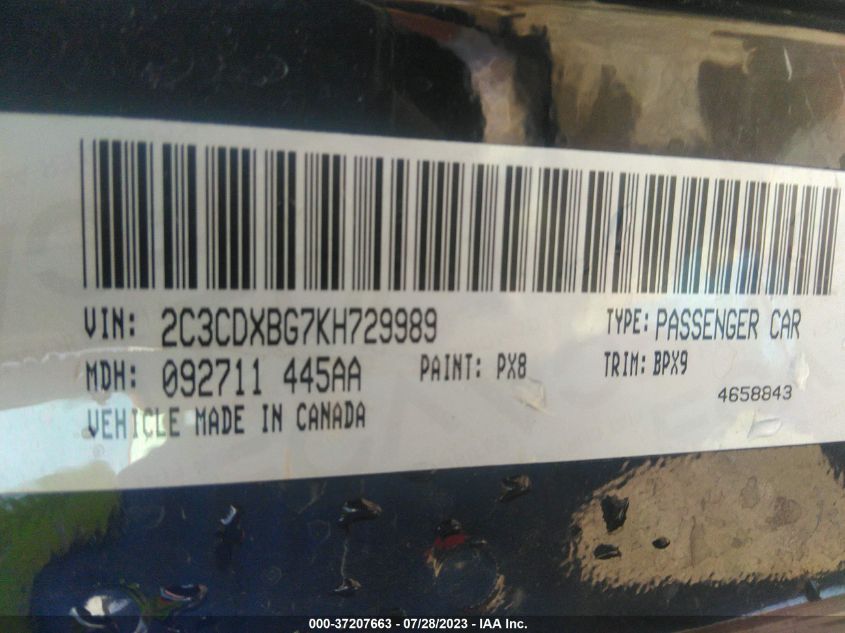 VIN: 2C3CDXBG7KH729989 TYPE: PASSENGER CAR
MDH: 092711 445AA PAINT: PX8 TRIM: BPX9
4658843
VEHICLE MADE IN CANADA
000-37207663 - 07/28/2023 - IAA Inc.